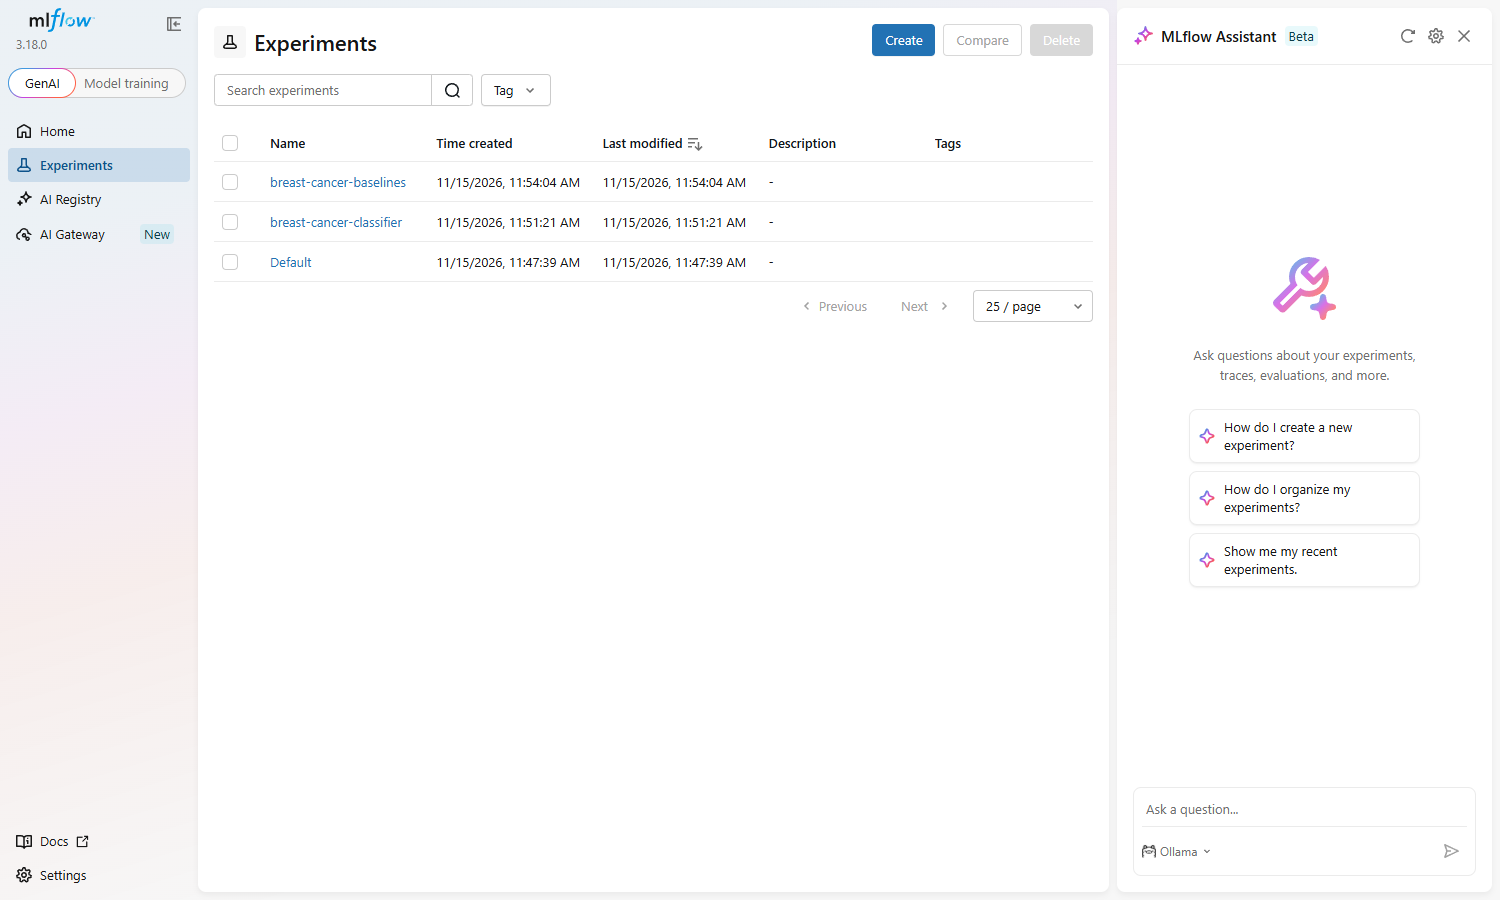 mlflow
3.18.0
GenAI
Model training
Home
Experiments
AI Registry
AI Gateway
New
Docs
Settings
Experiments
Create
Compare
Delete
Search experiments
Tag
Name
Time created
Last modified
Description
Tags
breast-cancer-baselines
11/15/2026, 11:54:04 AM
11/15/2026, 11:54:04 AM
-
breast-cancer-classifier
11/15/2026, 11:51:21 AM
11/15/2026, 11:51:21 AM
-
Default
11/15/2026, 11:47:39 AM
11/15/2026, 11:47:39 AM
-
Previous
Next
25 / page
MLflow Assistant
Beta
Ask questions about your experiments,
traces, evaluations, and more.
How do I create a new
experiment?
How do I organize my
experiments?
Show me my recent
experiments.
Ask a question...
Ollama